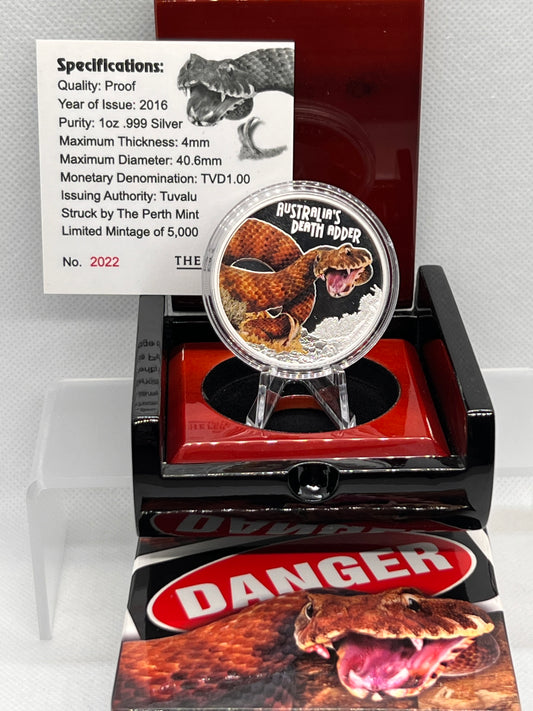 Specifications:
Quality: Proof
Year of Issue: 2016
Purity: 1oz .999 Silver
Maximum Thickness: 4mm
Maximum Diameter: 40.6mm
Monetary Denomination: TVD1.00
Issuing Authority: Tuvalu
Struck by The Perth Mint
Limited Mintage of 5,000
No. 2022
THE
AUSTRALIA'S
DEATH ADDER
DANGER
DANGER